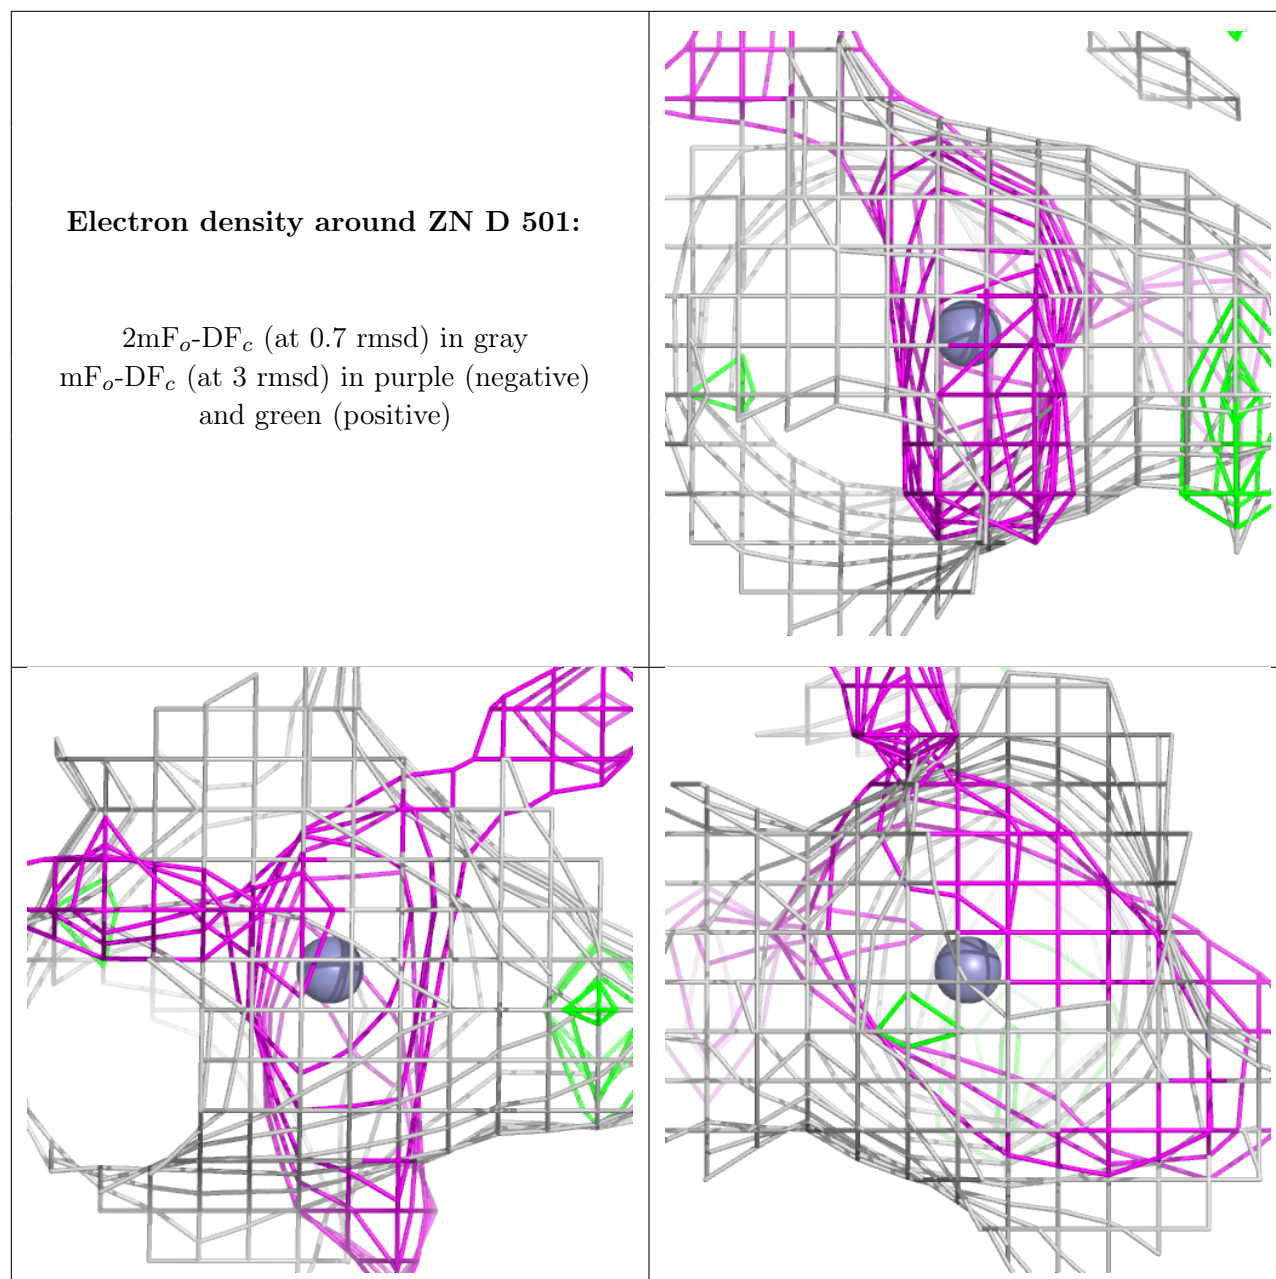 Electron density around ZN D 501:
2mFo-DFc (at 0.7 rmsd) in gray
mFo-DFc (at 3 rmsd) in purple (negative)
and green (positive)